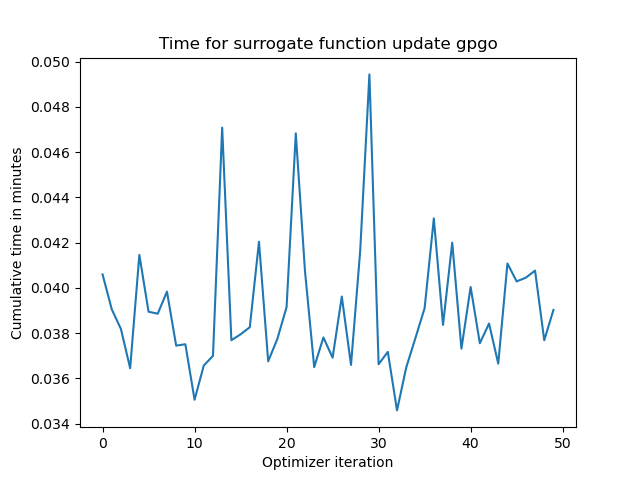 Time for surrogate function update gpgo
Cumulative time in minutes
0.050
0.048
0.046
0.044
0.042
0.040
0.038
0.036
0.034
0 10 20 30 40 50
Optimizer iteration